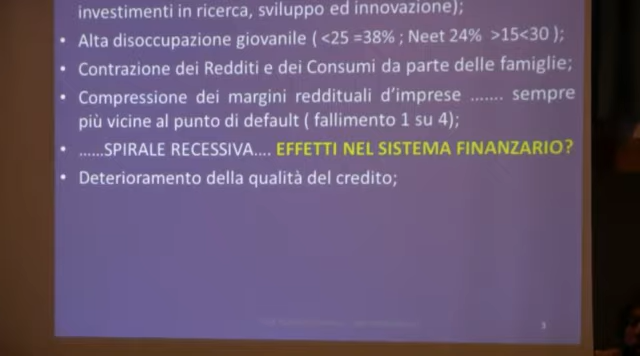 investimenti in ricerca, sviluppo ed innovazione);
• Alta disoccupazione giovanile ( <25 =38% ; Neet 24% >15<30 );
• Contrazione dei Redditi e dei Consumi da parte delle famiglie;
• Compressione dei margini reddituali d'imprese ……. sempre
più vicine al punto di default ( fallimento 1 su 4);
• ……SPIRALE RECESSIVA…. EFFETTI NEL SISTEMA FINANZARIO?
• Deterioramento della qualità del credito;
3